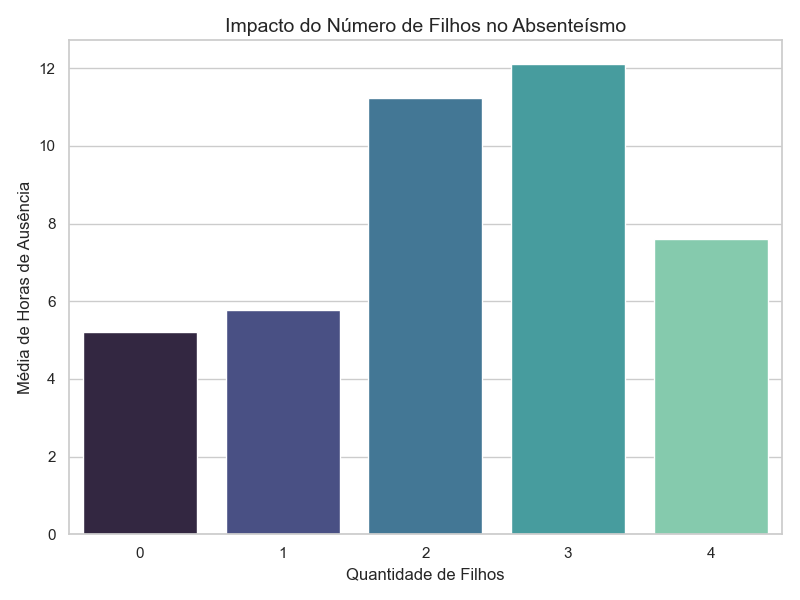 Impacto do Número de Filhos no Absenteísmo
Média de Horas de Ausência
12
10
8
6
4
2
0
0 1 2 3 4
Quantidade de Filhos